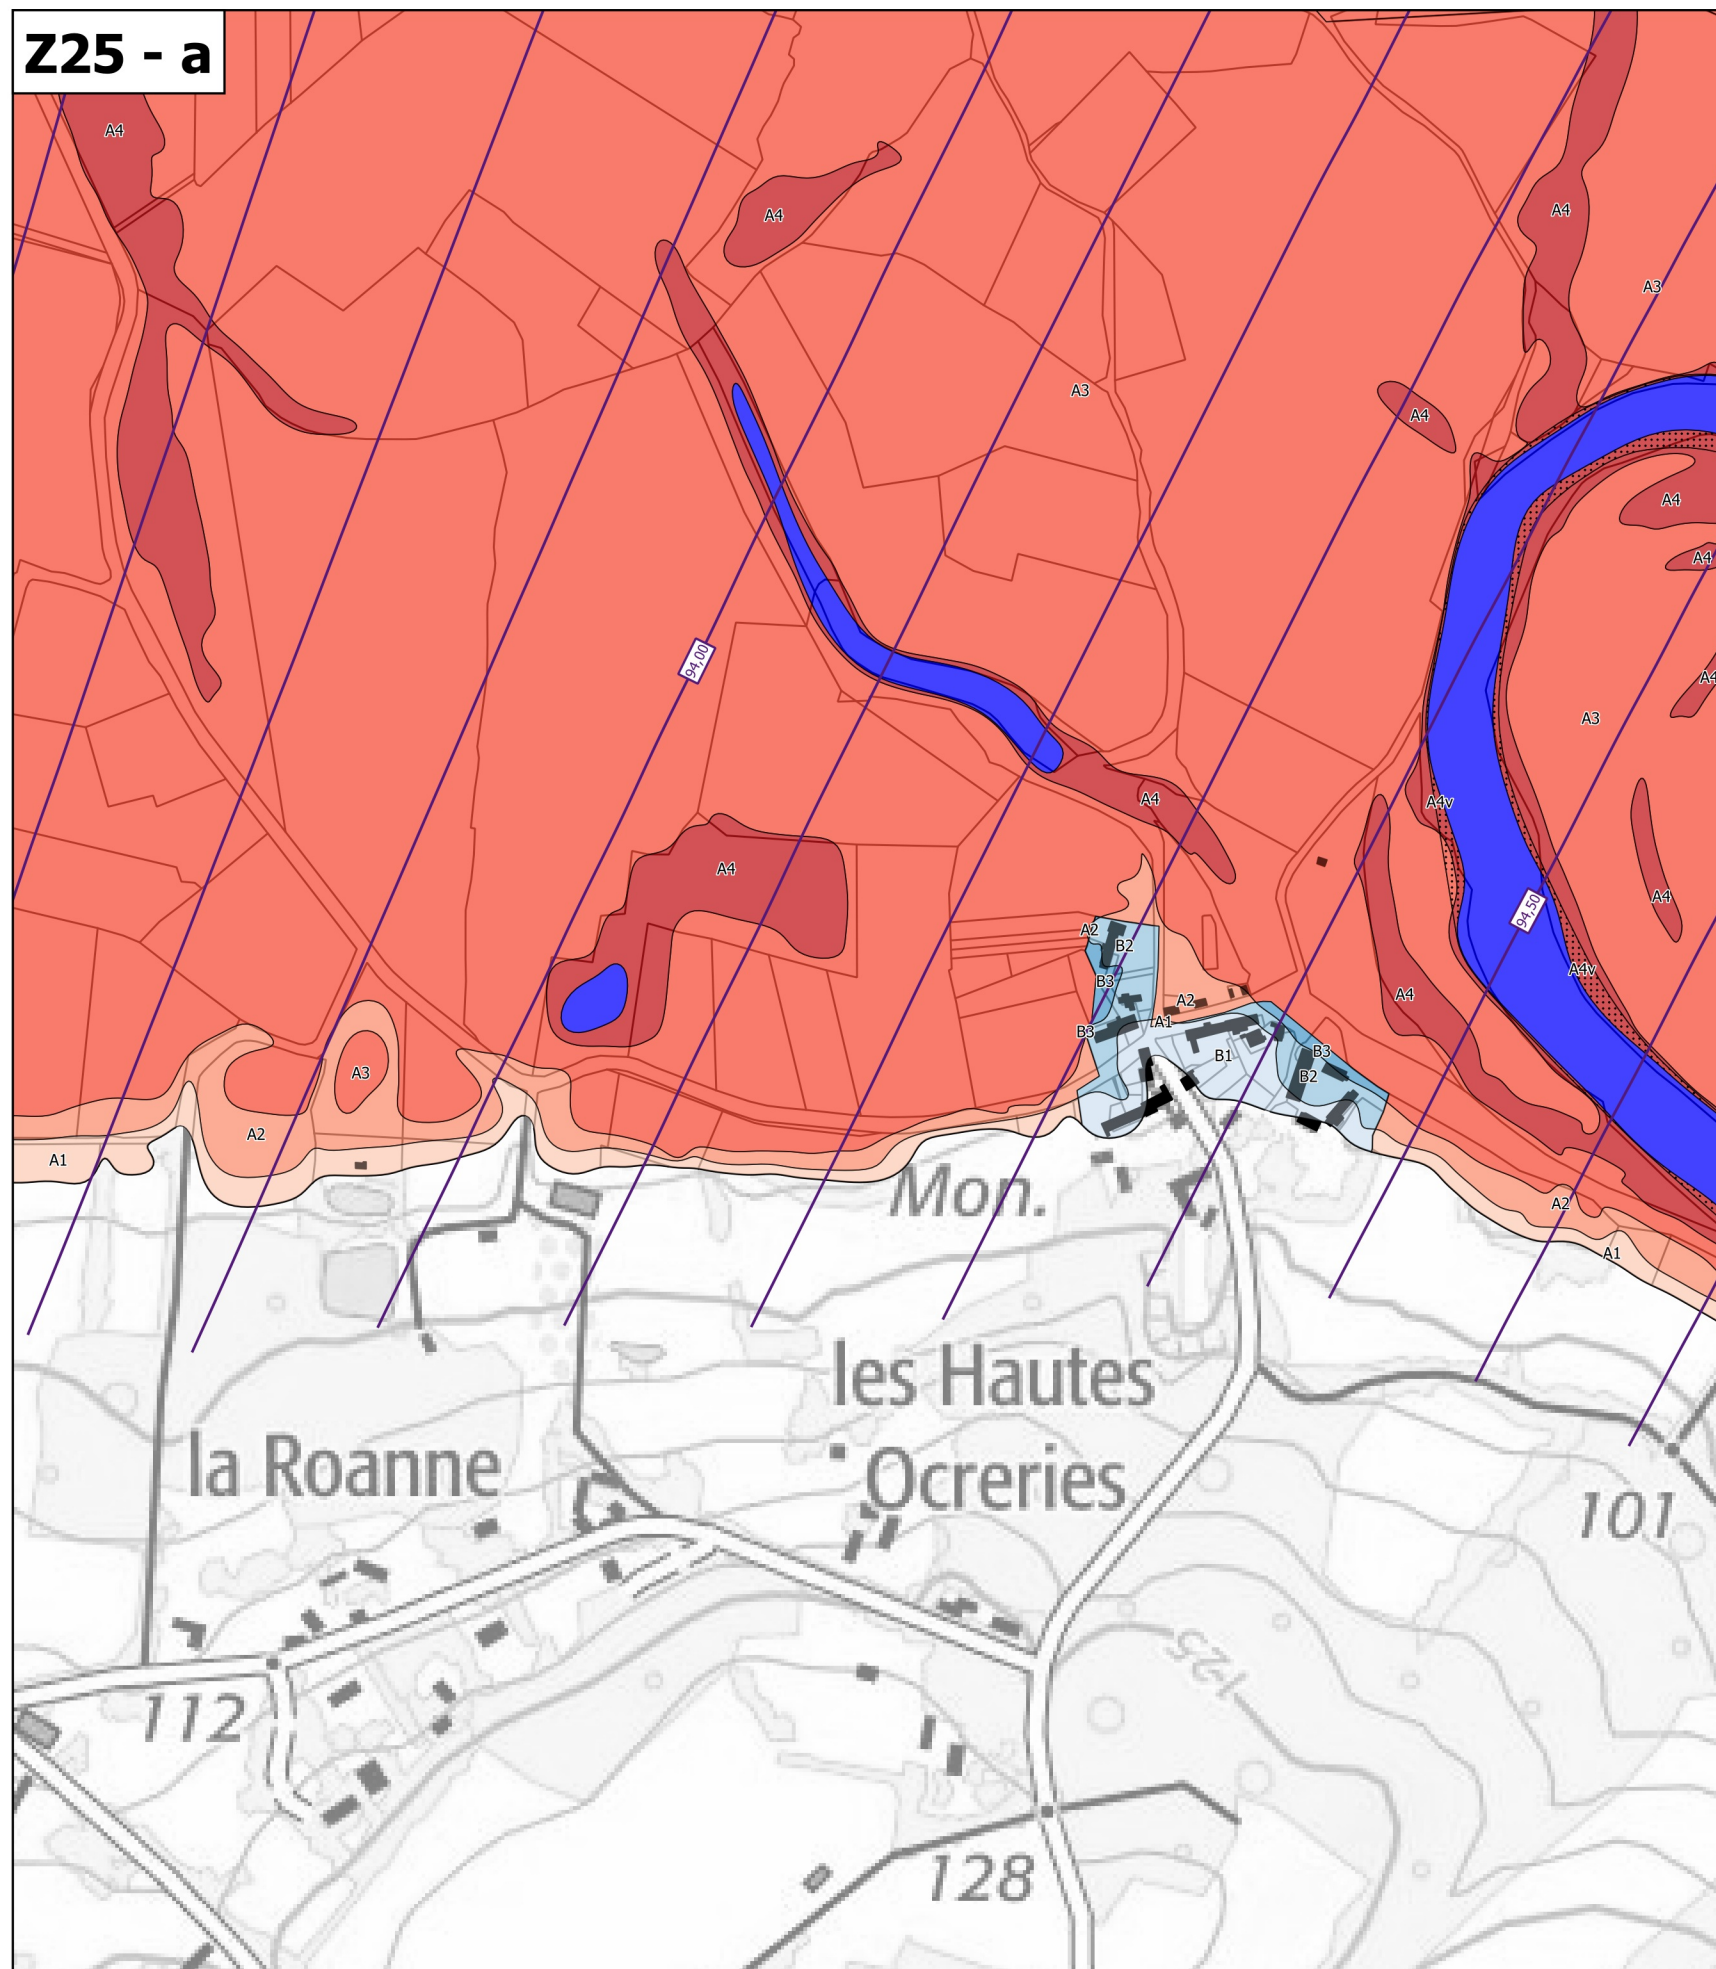 Z25 - a
A4
A4
A4
A3
A3
A4
A4
A4
94,00
A4
A3
A4
A4v
A4
A4
94,50
A2
B2
A4v
B3
A4
A2
A1
B3
B3
B1
A3
B2
A2
A1
Mon.
A2
A1
les Hautes
Ocreries
la Roanne
101
125
112
128